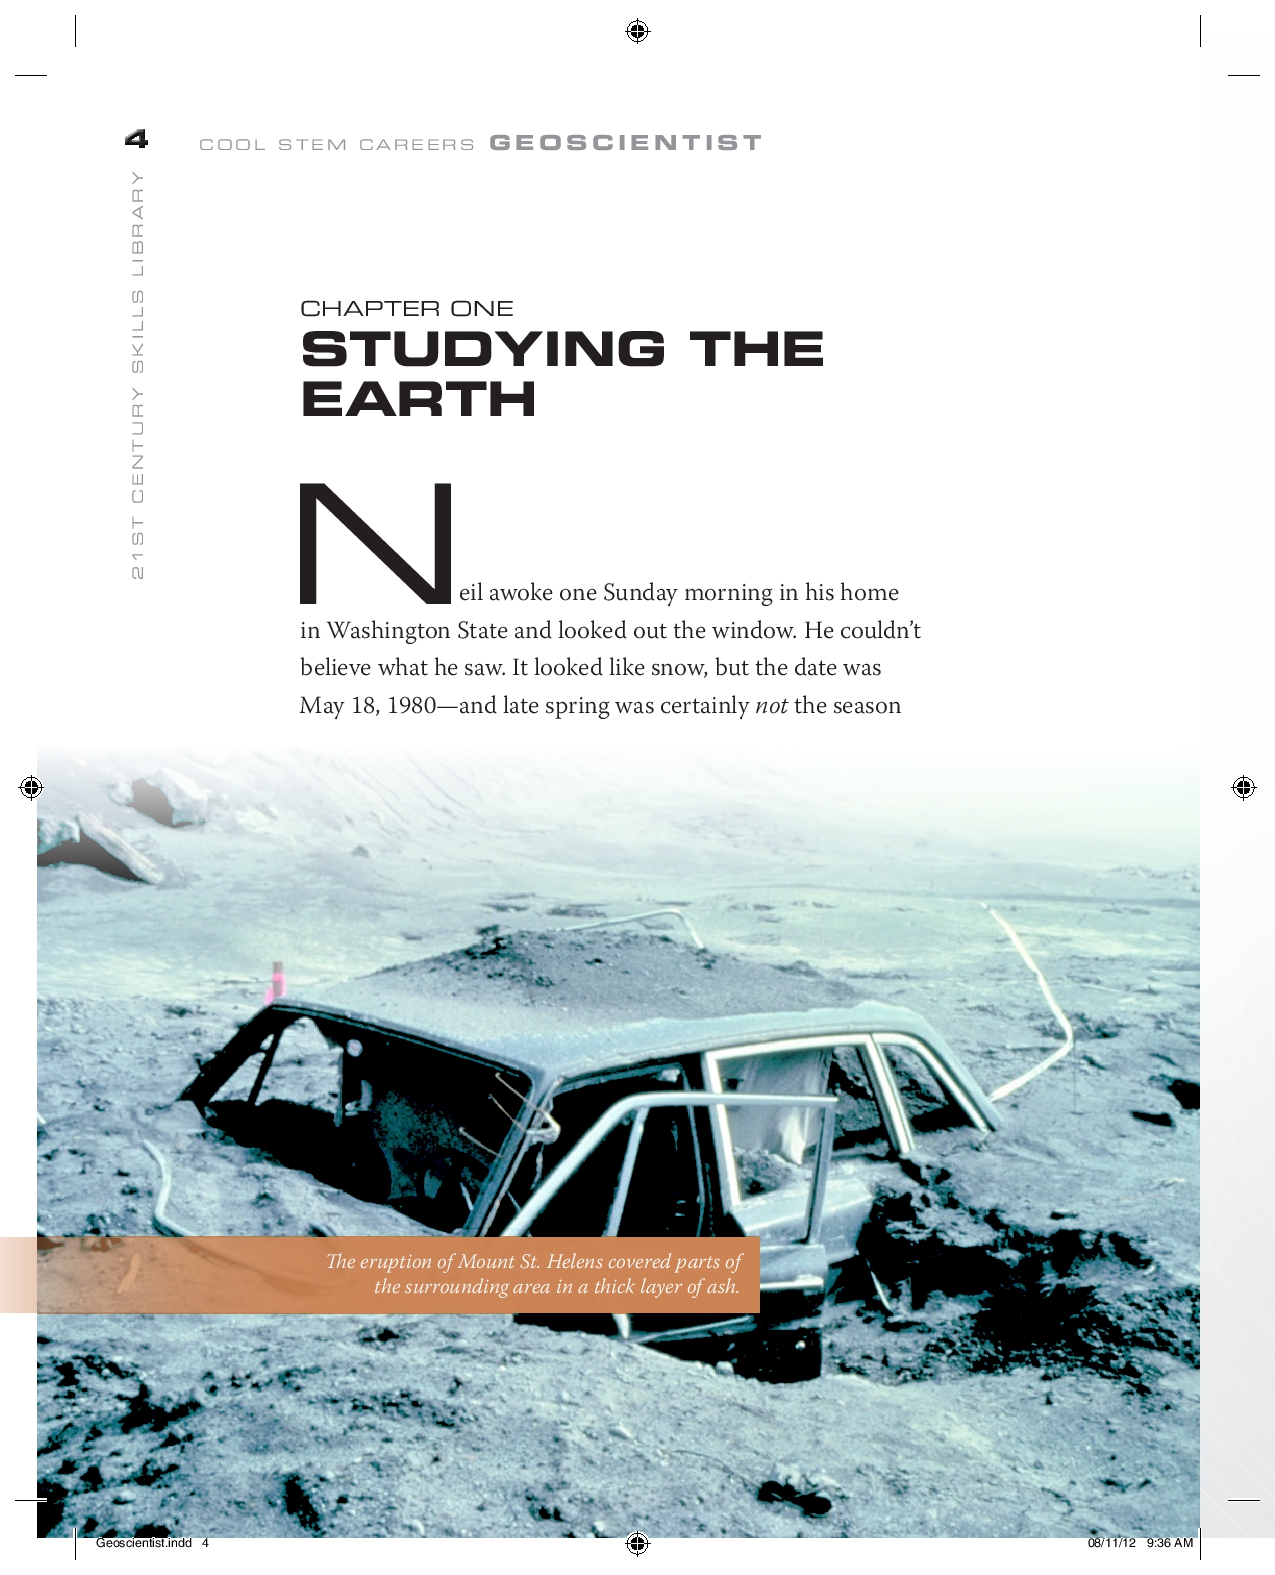 4
COOL STEM CAREERS GEOSCIENTIST
21ST CENTURY SKILLS LIBRARY
CHAPTER ONE
STUDYING THE
EARTH
Neil awoke one Sunday morning in his home
in Washington State and looked out the window. He couldn’t
believe what he saw. It looked like snow, but the date was
May 18, 1980—and late spring was certainly not the season
The eruption of Mount St. Helens covered parts of
the surrounding area in a thick layer of ash.
Geoscientist.indd 4
08/11/12 9:36 AM